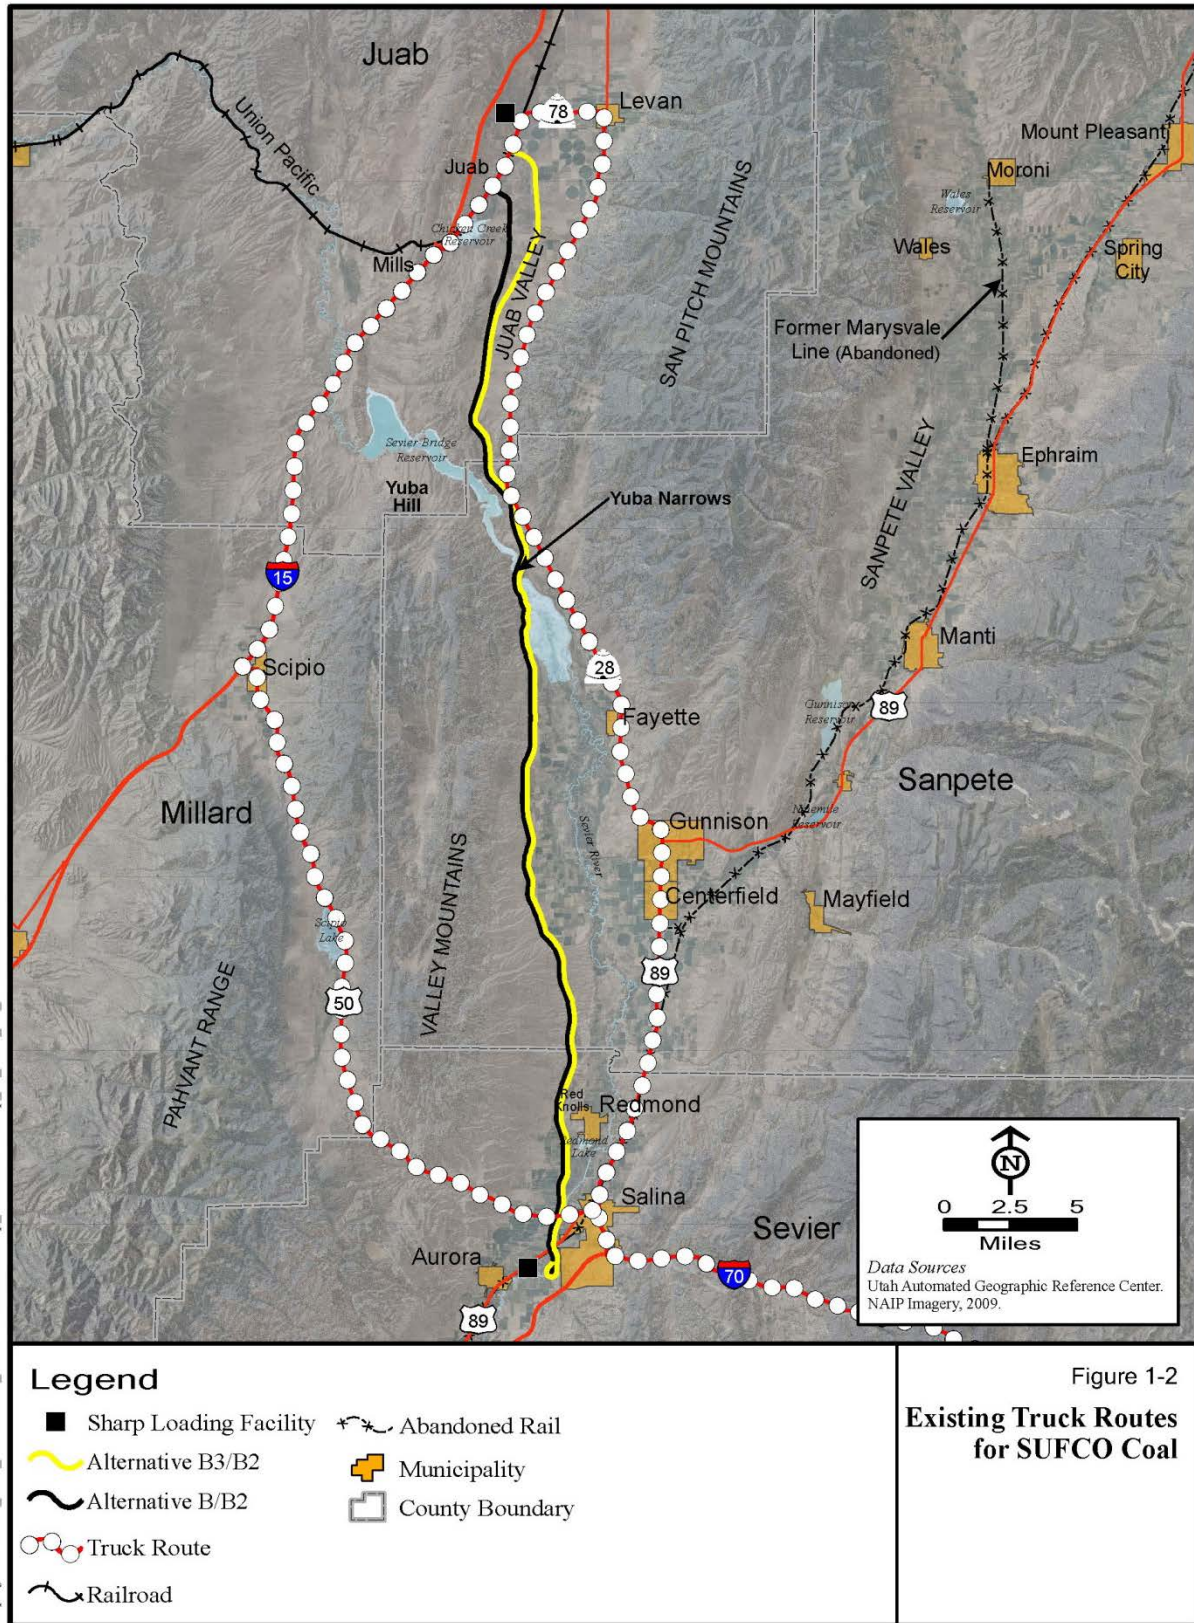 Juab
Levan
78
Mount Pleasant
Union Pacific
Juab
Moroni
Wales
Reservoir
Chicken Creek
Reservoir
Wales
Spring
City
Mills
JUAB VALLEY
SAN PITCH MOUNTAINS
Former Marysvale
Line (Abandoned)
Sevier Bridge
Reservoir
Ephraim
SANPETE VALLEY
Yuba
Hill
Yuba Narrows
15
Manti
Scipio
28
Gunnison
Reservoir
89
Fayette
Sanpete
Millard
Gunnison
Ninemile
Reservoir
Sevier River
VALLEY MOUNTAINS
Centerfield
Mayfield
Scipio
Lake
89
PAHVANT RANGE
50
Red
Knolls
Redmond
Redmond
Lake
Salina
Sevier
Aurora
70
89
N
0 2.5 5
Miles
Data Sources
Utah Automated Geographic Reference Center.
NAIP Imagery, 2009.
Legend
Sharp Loading Facility
Alternative B3/B2
Alternative B/B2
Truck Route
Railroad
Abandoned Rail
Municipality
County Boundary
Figure 1-2
Existing Truck Routes
for SUFCO Coal